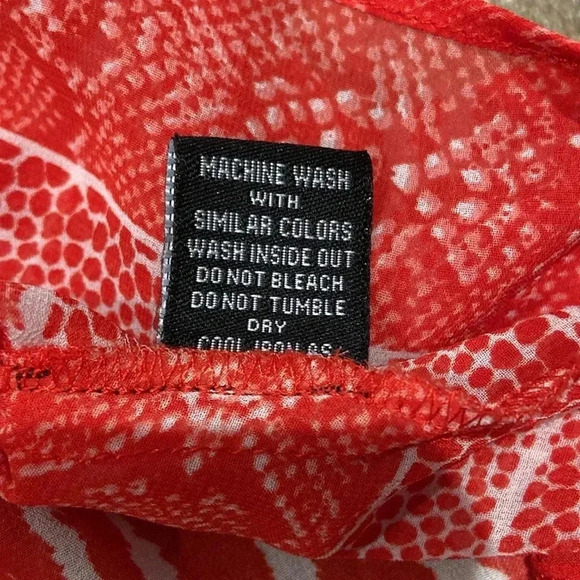 MACHINE WASH
WITH
SIMILAR COLORS
WASH INSIDE OUT
DO NOT BLEACH
DO NOT TUMBLE
DRY
COOL IRON AS